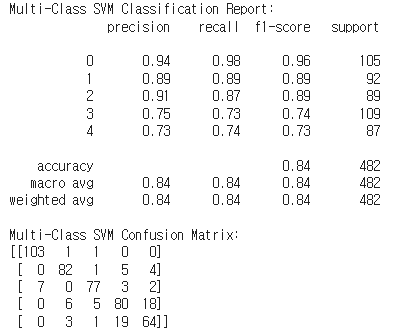 Multi-Class SVM Classification Report:
precision recall f1-score support
0 0.94 0.98 0.96 105
1 0.89 0.89 0.89 92
2 0.91 0.87 0.89 89
3 0.75 0.73 0.74 109
4 0.73 0.74 0.73 87
accuracy 0.84 482
macro avg 0.84 0.84 0.84 482
weighted avg 0.84 0.84 0.84 482
Multi-Class SVM Confusion Matrix:
[[103 1 1 0 0]
[ 0 82 1 5 4]
[ 7 0 77 3 2]
[ 0 6 5 80 18]
[ 0 3 1 19 64]]